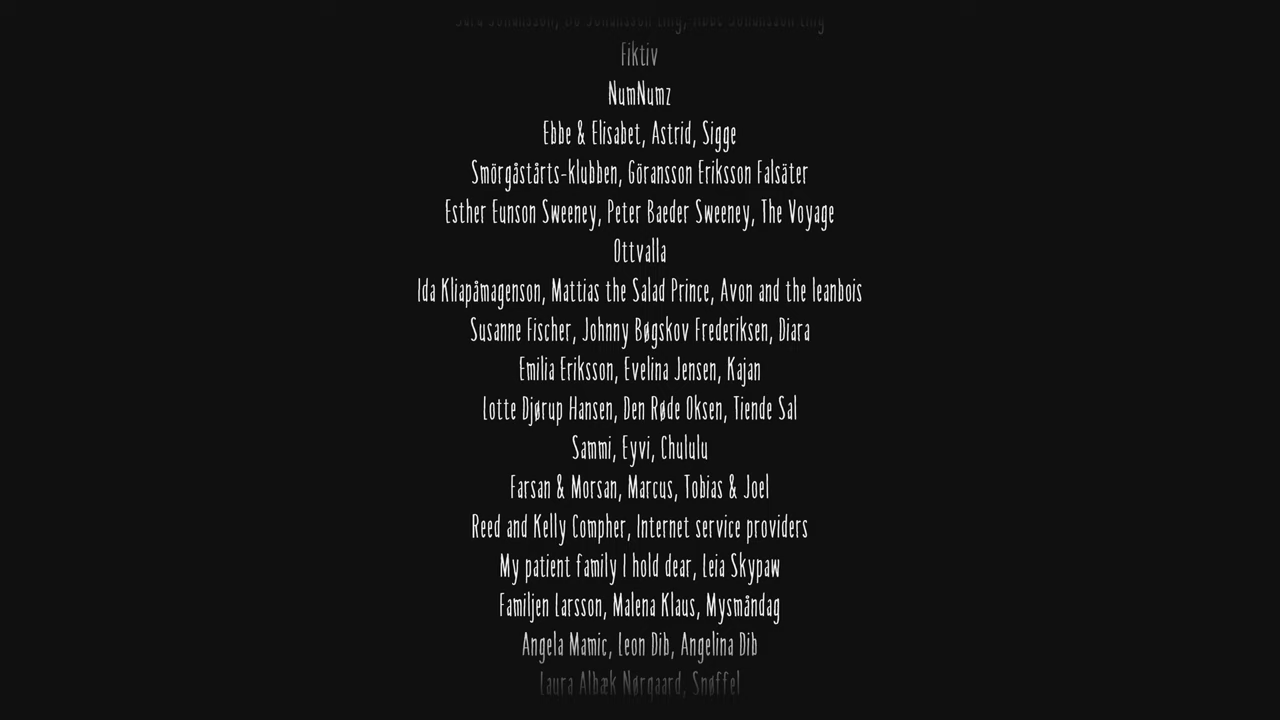 Fiktiv
NumNumz
Ebbe & Elisabet, Astrid, Sigge
Smörgåstårts-klubben, Göransson Eriksson Falsäter
Esther Eunson Sweeney, Peter Baeder Sweeney, The Voyage
Ottvalla
Ida Kliapåmagenson, Mattias the Salad Prince, Avon and the leanbois
Susanne Fischer, Johnny Bøgskov Frederiksen, Diara
Emilia Eriksson, Evelina Jensen, Kajan
Lotte Djørup Hansen, Den Røde Oksen, Tiende Sal
Sammi, Eyvi, Chululu
Farsan & Morsan, Marcus, Tobias & Joel
Reed and Kelly Compher, Internet service providers
My patient family I hold dear, Leia Skypaw
Familjen Larsson, Malena Klaus, Mysmåndag
Angela Mamic, Leon Dib, Angelina Dib
Laura Albæk Nørgaard, Snøffel